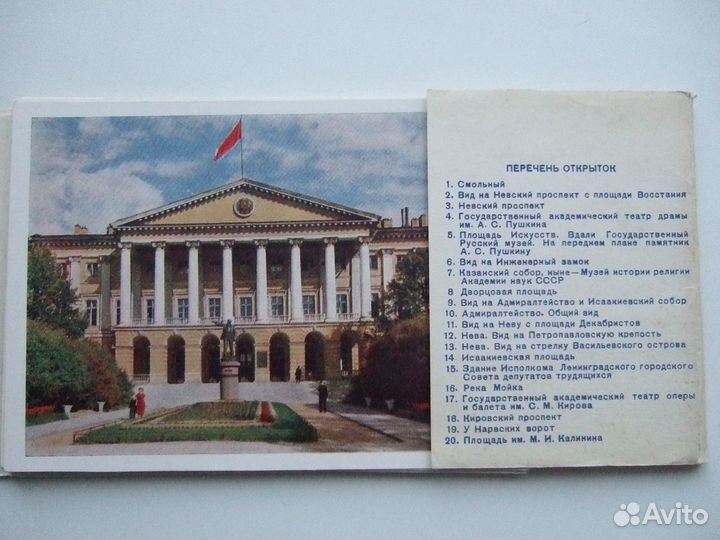 ПЕРЕЧЕНЬ ОТКРЫТОК
1. Смольный
2. Вид на Невский проспект с площади Восстания
3. Невский проспект
4. Государственный академический театр драмы
им. А. С. Пушкина
5. Площадь Искусств. Вдали Государственный
Русский музей. На переднем плане памятник
А. С. Пушкину
6. Вид на Инженерный замок
7. Казанский собор, ныне—Музей истории религии
Академии наук СССР
8 Дворцовая площадь
9. Вид на Адмиралтейство и Исаакиевский собор
10. Адмиралтейство. Общий вид
11. Вид на Неву с площади Декабристов
12. Нева. Вид на Петропавловскую крепость
13. Нева. Вид на стрелку Васильевского острова
14. Исаакиевская площадь
15. Здание Исполкома Ленинградского городского
Совета депутатов трудящихся
16. Река Мойка
17. Государственный академический театр оперы
и балета им. С. М. Кирова
18. Кировский проспект
19. У Нарвских ворот
20. Площадь им. М. И. Калинина
Avito